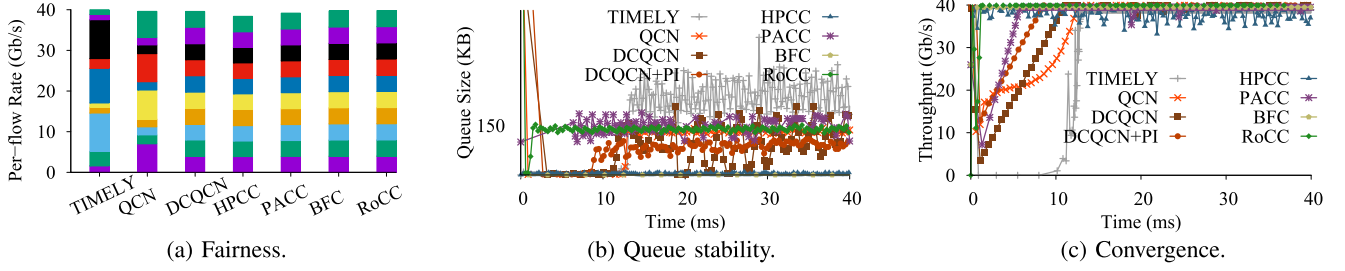 40
30
20
10
0
Per−flow Rate (Gb/s)
TIMELY
QCN
DCQCN
HPCC
PACC
BFC
RoCC
(a) Fairness.
Queue Size (KB)
150
TIMELY
QCN
DCQCN
DCQCN+PI
HPCC
PACC
BFC
RoCC
0 10 20 30 40
Time (ms)
(b) Queue stability.
Throughput (Gb/s)
40
30
20
10
0
TIMELY
QCN
DCQCN
DCQCN+PI
HPCC
PACC
BFC
RoCC
0 10 20 30 40
Time (ms)
(c) Convergence.